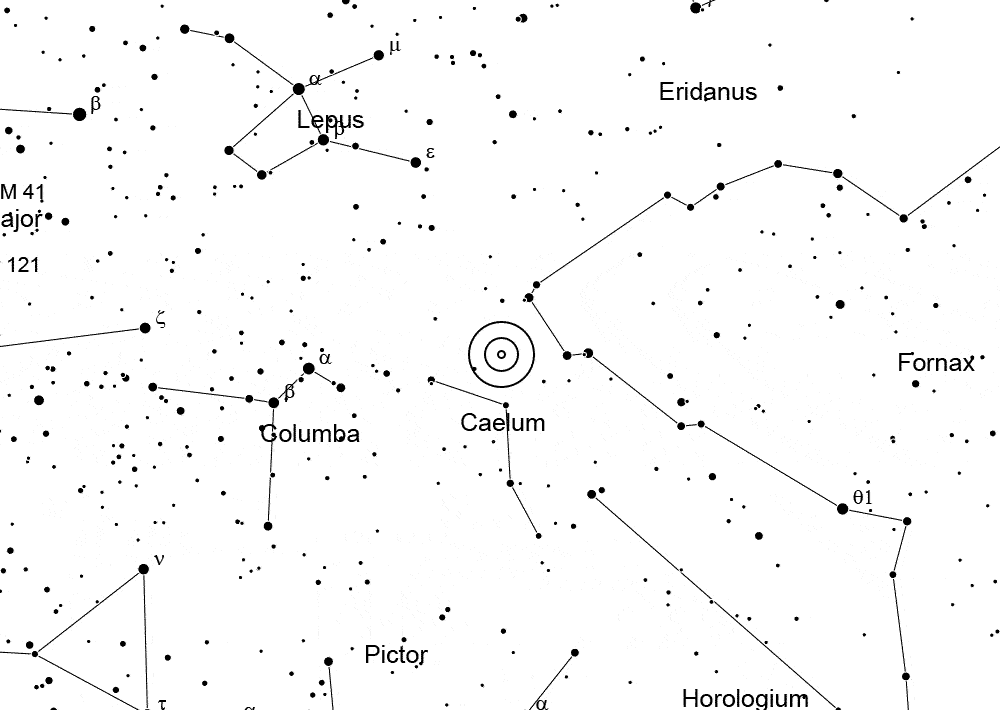 μ
α
Eridanus
β
Lepus
β
ε
M 41
ajor
121
ζ
α
Fornax
β
Caelum
Columba
θ1
ν
Pictor
Horologium
τ
α
α